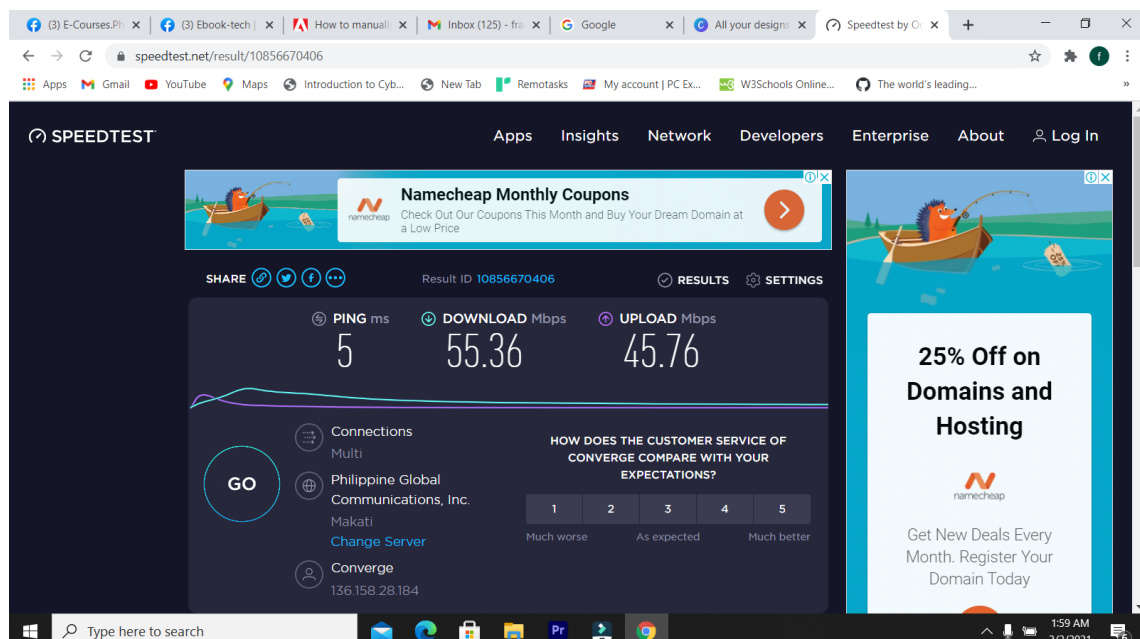 (3) E-Courses.Ph
(3) Ebook-tech |
How to manuall
Inbox (125) - fra
Google
All your designs
Speedtest by Oo
speedtest.net/result/10856670406
f
Apps
Gmail
YouTube
Maps
Introduction to Cyb...
New Tab
Remotasks
My account | PC Ex...
W3Schools Online...
The world's leading...
»
SPEEDTEST
Apps
Insights
Network
Developers
Enterprise
About
Log In
Namecheap Monthly Coupons
Check Out Our Coupons This Month and Buy Your Dream Domain at
a Low Price
namecheap
SHARE
Result ID 10856670406
RESULTS
SETTINGS
PING ms
5
DOWNLOAD Mbps
55.36
UPLOAD Mbps
45.76
GO
Connections
Multi
Philippine Global
Communications, Inc.
Makati
Change Server
Converge
136.158.28.184
HOW DOES THE CUSTOMER SERVICE OF
CONVERGE COMPARE WITH YOUR
EXPECTATIONS?
1 2 3 4 5
Much worse
As expected
Much better
25% OFF
25% Off on
Domains and
Hosting
namecheap
Get New Deals Every
Month. Register Your
Domain Today
Type here to search
Pr
1:59 AM